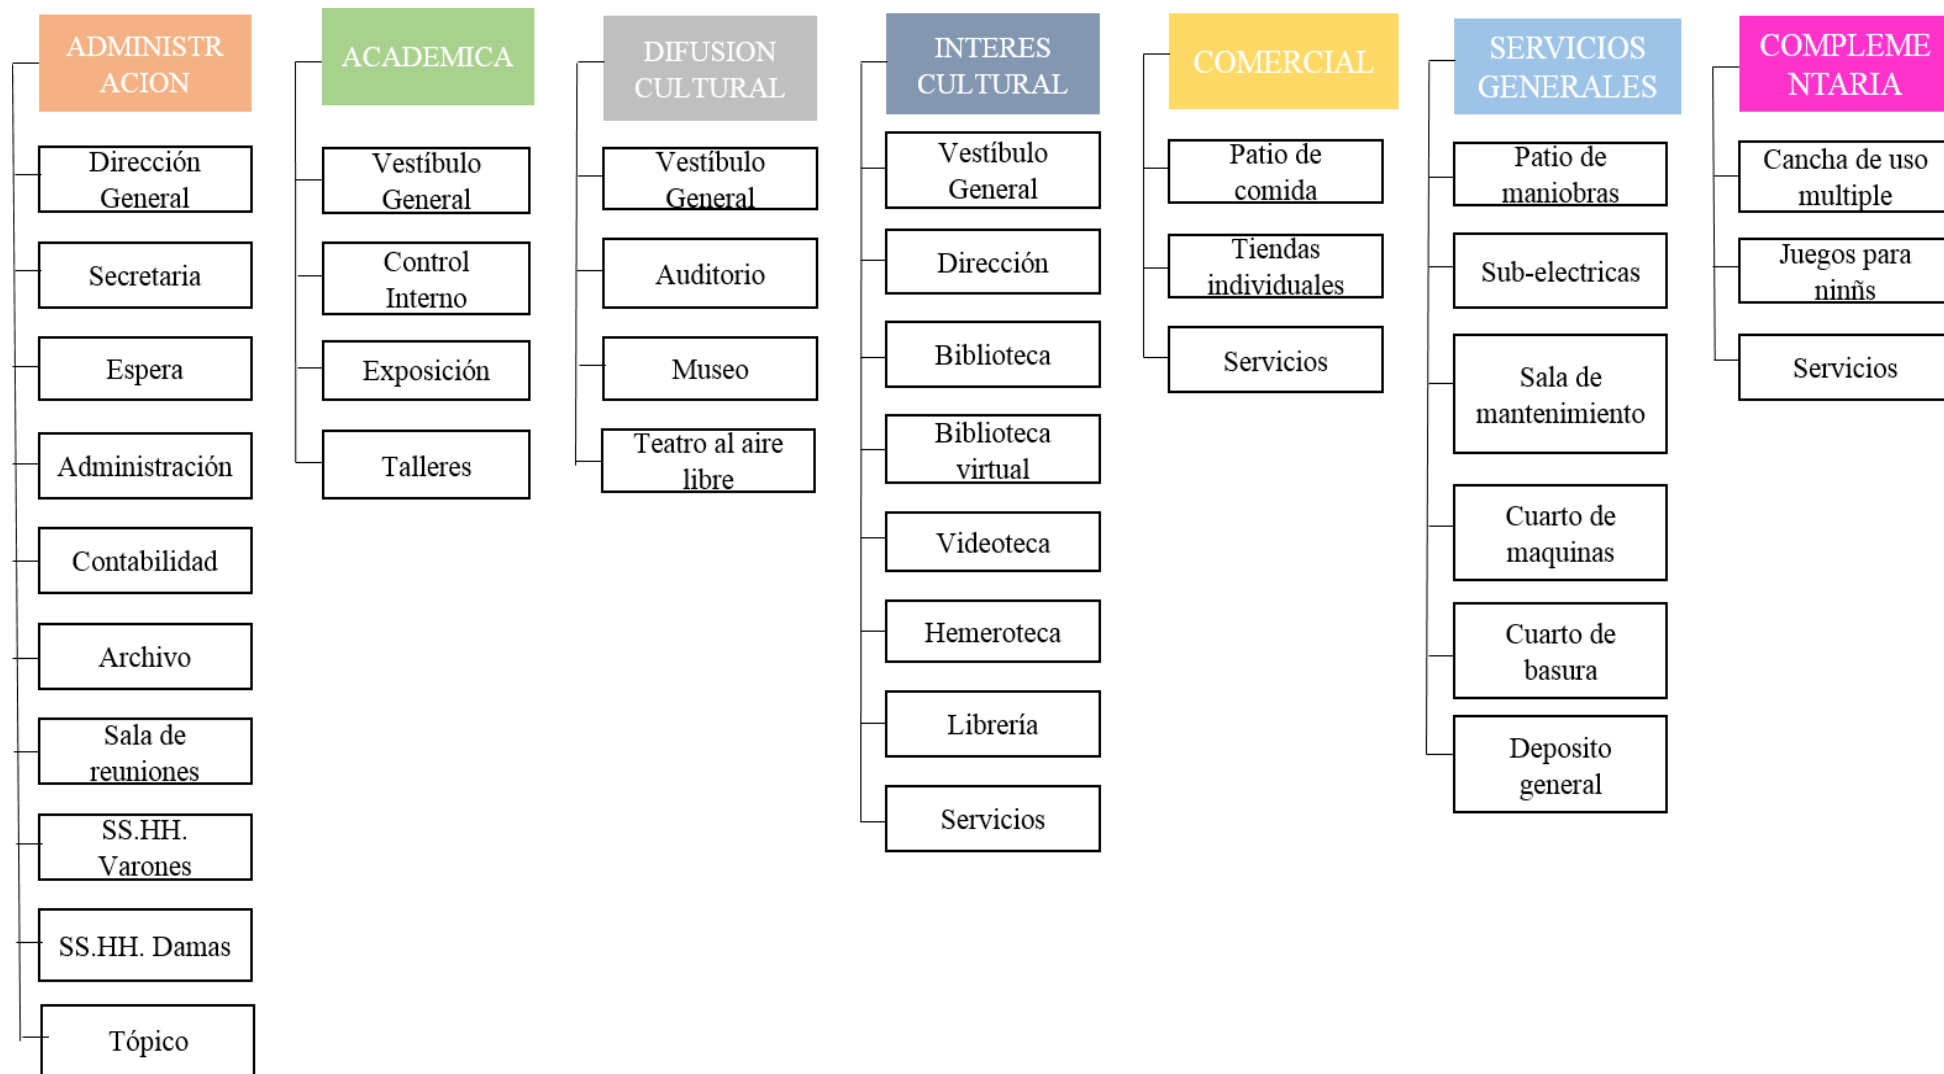 ADMINISTR
ACION
Dirección
General
Secretaria
Espera
Administración
Contabilidad
Archivo
Sala de
reuniones
SS.HH.
Varones
SS.HH. Damas
Tópico
ACADEMICA
Vestíbulo
General
Control
Interno
Exposición
Talleres
DIFUSION
CULTURAL
Vestíbulo
General
Auditorio
Museo
Teatro al aire
libre
INTERES
CULTURAL
Vestíbulo
General
Dirección
Biblioteca
Biblioteca
virtual
Videoteca
Hemeroteca
Librería
Servicios
COMERCIAL
Patio de
comida
Tiendas
individuales
Servicios
SERVICIOS
GENERALES
Patio de
maniobras
Sub-electricas
Sala de
mantenimiento
Cuarto de
maquinas
Cuarto de
basura
Deposito
general
COMPLEME
NTARIA
Cancha de uso
multiple
Juegos para
ninñs
Servicios